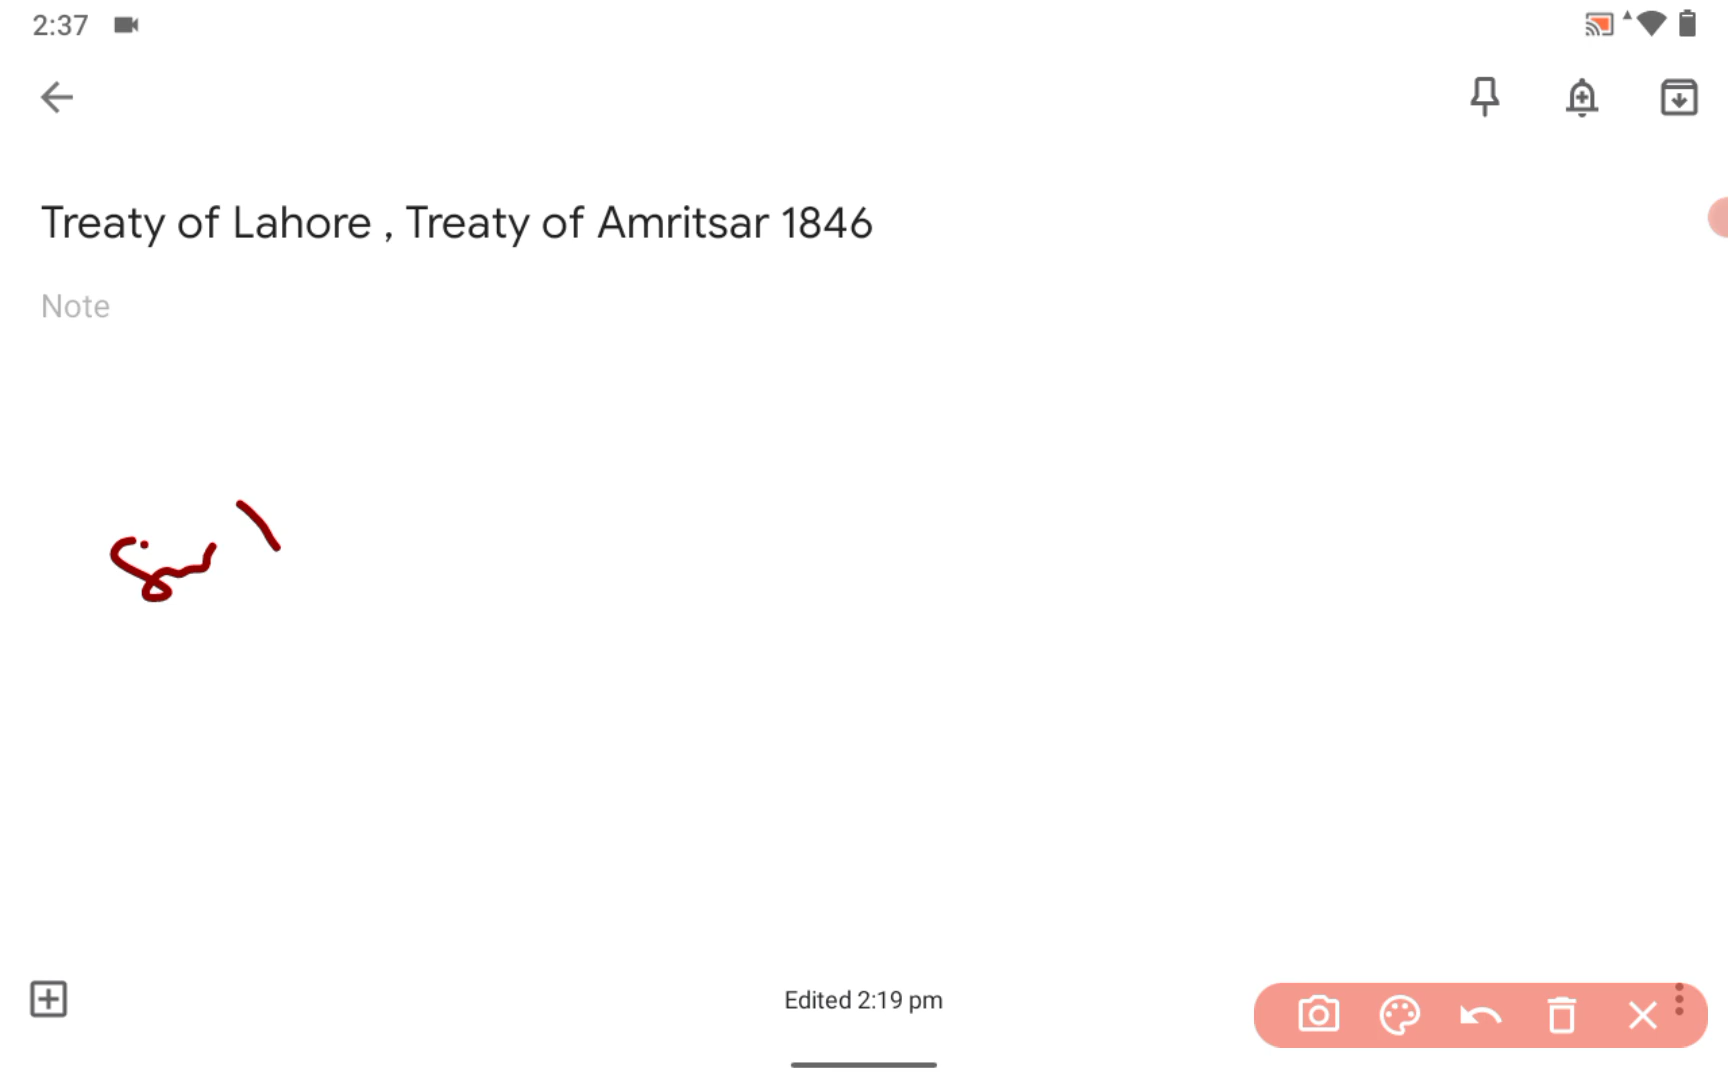 2:37
Treaty of Lahore , Treaty of Amritsar 1846
Note
Edited 2:19 pm